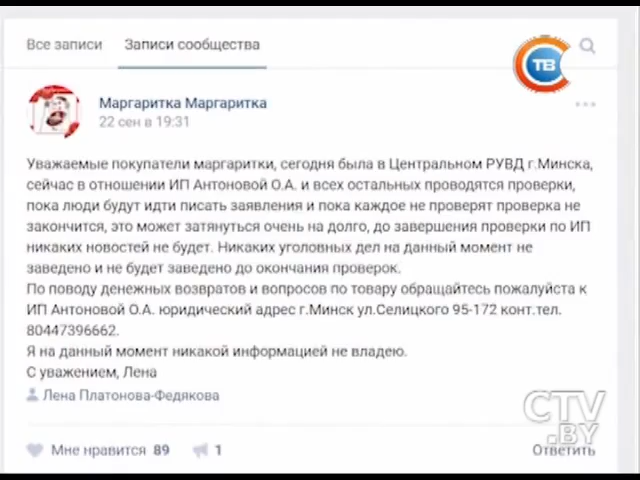 Все записи Записи сообщества
СТВ
Маргаритка Маргаритка
22 сен в 19:31
Уважаемые покупатели маргаритки, сегодня была в Центральном РУВД г.Минска,
сейчас в отношении ИП Антоновой О.А. и всех остальных проводятся проверки,
пока люди будут идти писать заявления и пока каждое не проверят проверка не
закончится, это может затянуться очень на долго, до завершения проверки по ИП
никаких новостей не будет. Никаких уголовных дел на данный момент не
заведено и не будет заведено до окончания проверок.
По поводу денежных возвратов и вопросов по товару обращайтесь пожалуйста к
ИП Антоновой О.А. юридический адрес г.Минск ул.Селицкого 95-172 конт.тел.
80447396662.
Я на данный момент никакой информацией не владею.
С уважением, Лена
Лена Платонова-Федякова
CTV
.BY
Мне нравится 89 1 Ответить